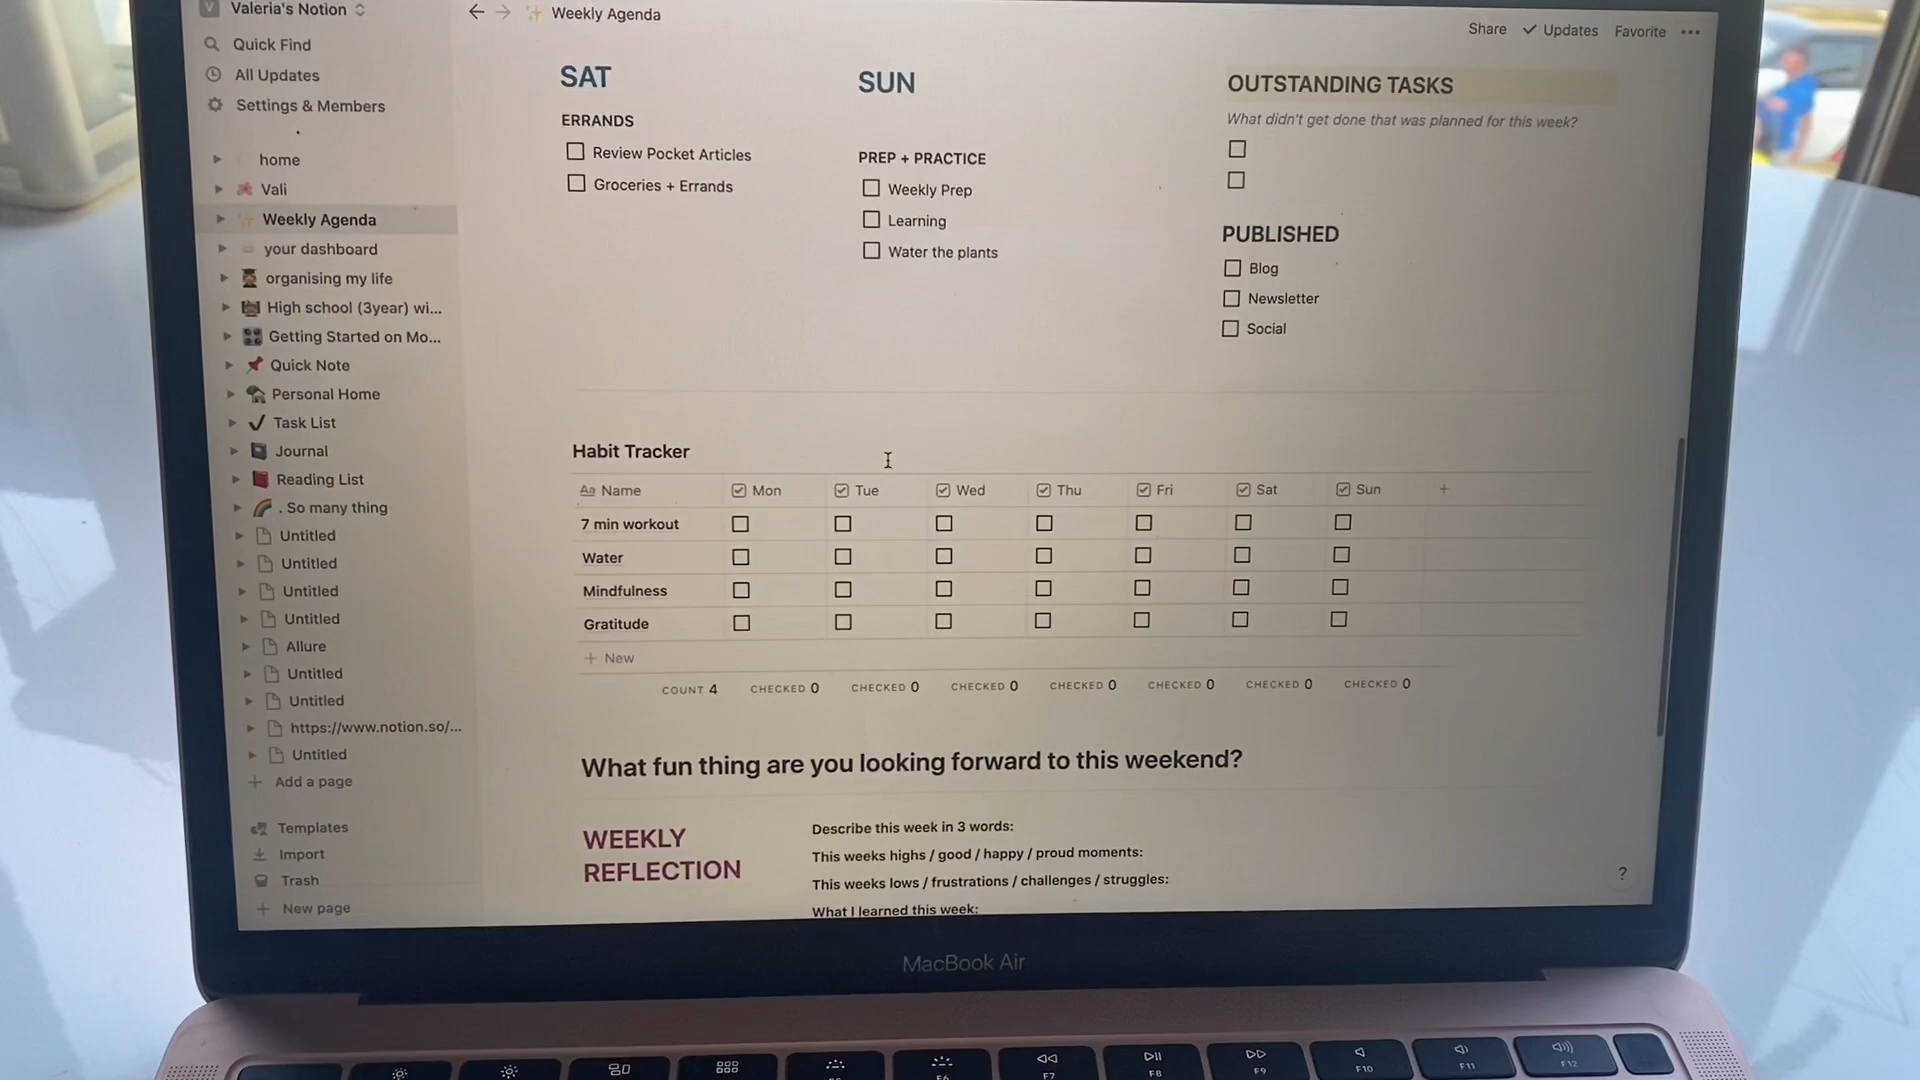 Valeria's Notion
Quick Find
All Updates
Settings & Members
home
Vali
Weekly Agenda
your dashboard
organising my life
High school (3year) wi...
Getting Started on Mo...
Quick Note
Personal Home
Task List
Journal
Reading List
. So many thing
Untitled
Untitled
Untitled
Untitled
Allure
Untitled
Untitled
https://www.notion.so/...
Untitled
Add a page
Templates
Import
Trash
New page
Weekly Agenda
Share Updates Favorite
SAT
ERRANDS
Review Pocket Articles
Groceries + Errands
SUN
PREP + PRACTICE
Weekly Prep
Learning
Water the plants
OUTSTANDING TASKS
What didn't get done that was planned for this week?
PUBLISHED
Blog
Newsletter
Social
Habit Tracker
Aa Name Mon Tue Wed Thu Fri Sat Sun +
7 min workout
Water
Mindfulness
Gratitude
+ New
COUNT 4 CHECKED 0 CHECKED 0 CHECKED 0 CHECKED 0 CHECKED 0 CHECKED 0 CHECKED 0
What fun thing are you looking forward to this weekend?
WEEKLY
REFLECTION
Describe this week in 3 words:
This weeks highs / good / happy / proud moments:
This weeks lows / frustrations / challenges / struggles:
What I learned this week:
?
MacBook Air
F7 F8 F9 F10 F11 F12